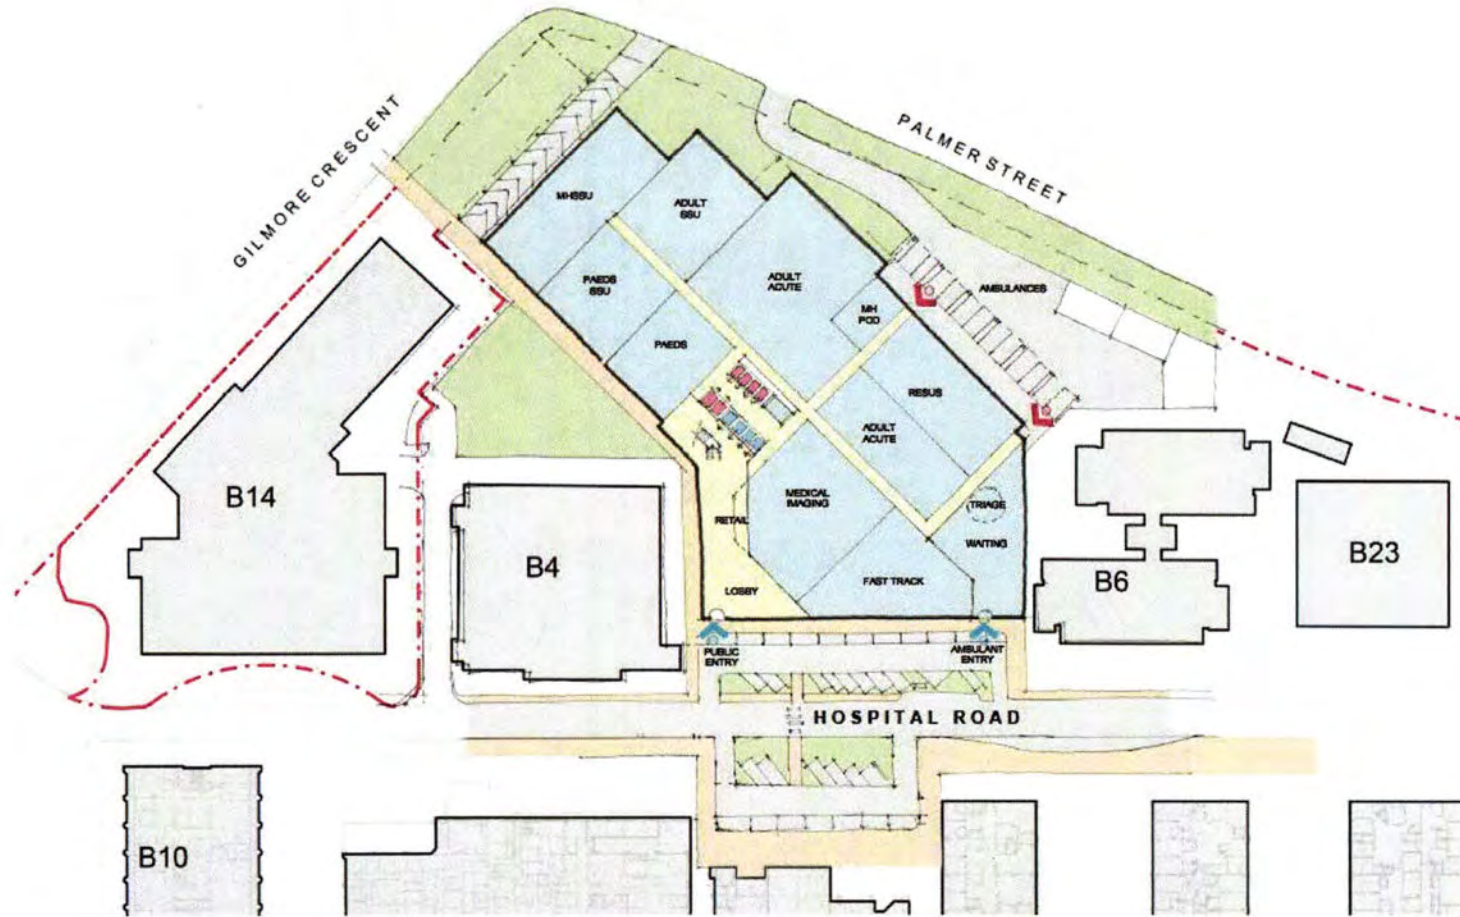 GILMORE CRESCENT
PALMER STREET
MHSSU
ADULT
SSU
PAEDS
SSU
ADULT
ACUTE
AMBULANCES
MH
POD
PAEDS
RESUS
ADULT
ACUTE
MEDICAL
IMAGING
TRIAGE
RETAIL
WAITING
FAST TRACK
LOBBY
B14
B4
B6
B23
PUBLIC
ENTRY
AMBULANT
ENTRY
HOSPITAL ROAD
B10